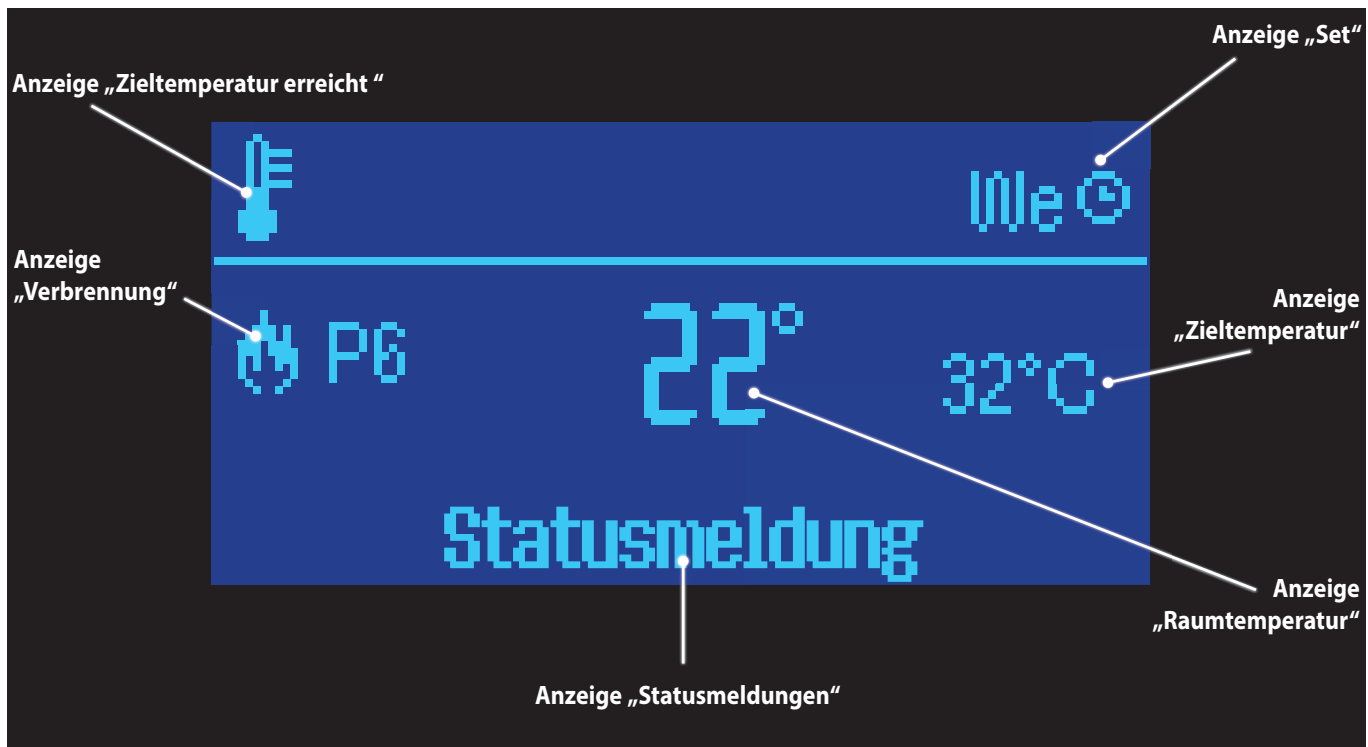 Anzeige „Set“
Anzeige „Zieltemperatur erreicht “
We
Anzeige
„Verbrennung“
P6
22°
32°C
Anzeige
„Zieltemperatur“
Statusmeldung
Anzeige
„Raumtemperatur“
Anzeige „Statusmeldungen“